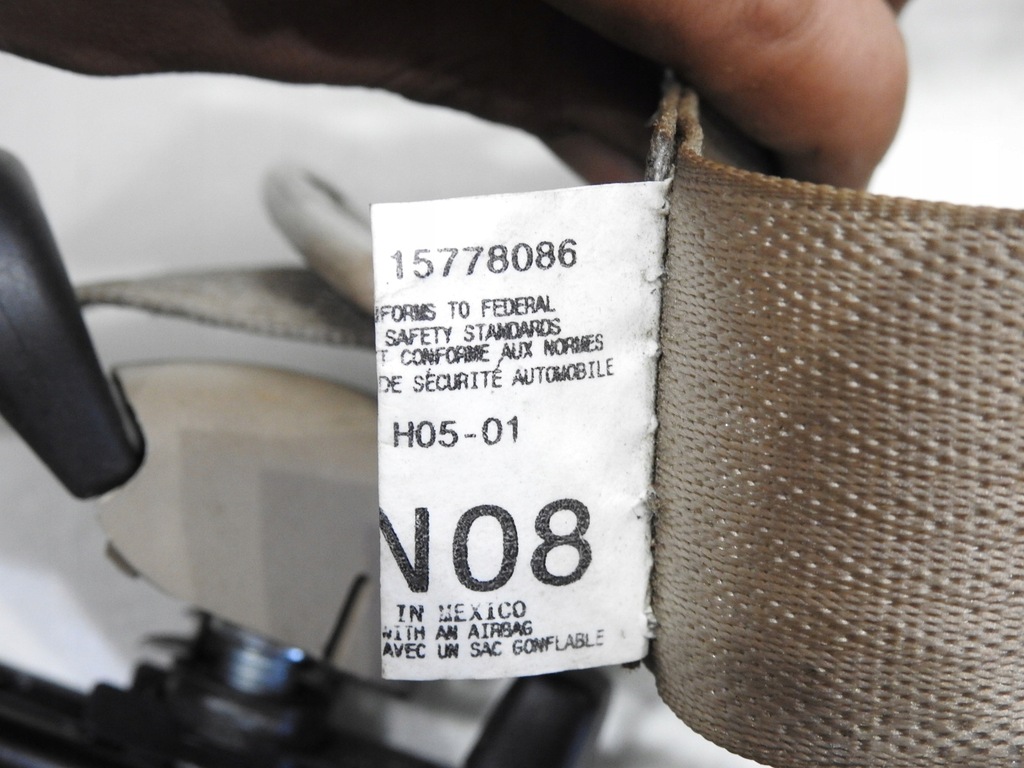 15778086
FORMS TO FEDERAL
SAFETY STANDARDS
T CONFORME AUX NORMES
DE SÉCURITÉ AUTOMOBILE
H05-01
N08
IN MEXICO
WITH AN AIRBAG
AVEC UN SAC GONFLABLE